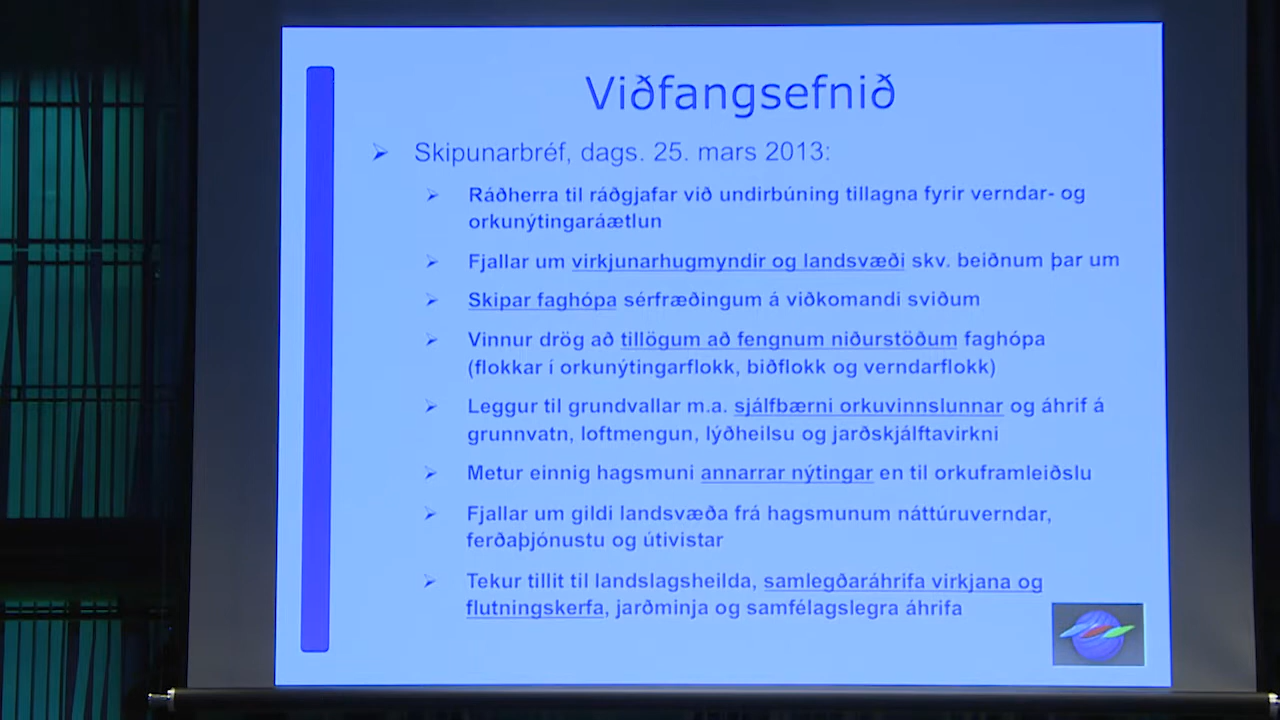 Viðfangsefnið
Skipunarbréf, dags. 25. mars 2013:
Ráðherra til ráðgjafar við undirbúning tillagna fyrir verndar- og
orkunýtingaráætlun
Fjallar um virkjunarhugmyndir og landsvæði skv. beiðnum þar um
Skipar faghópa sérfræðingum á viðkomandi sviðum
Vinnur drög að tillögum að fengnum niðurstöðum faghópa
(flokkar í orkunýtingarflokk, biðflokk og verndarflokk)
Leggur til grundvallar m.a. sjálfbærni orkuvinnslunnar og áhrif á
grunnvatn, loftmengun, lýðheilsu og jarðskjálftavirkni
Metur einnig hagsmuni annarrar nýtingar en til orkuframleiðslu
Fjallar um gildi landsvæða frá hagsmunum náttúruverndar,
ferðaþjónustu og útivistar
Tekur tillit til landslagsheilda, samlegðaráhrifa virkjana og
flutningskerfa, jarðminja og samfélagslegra áhrifa